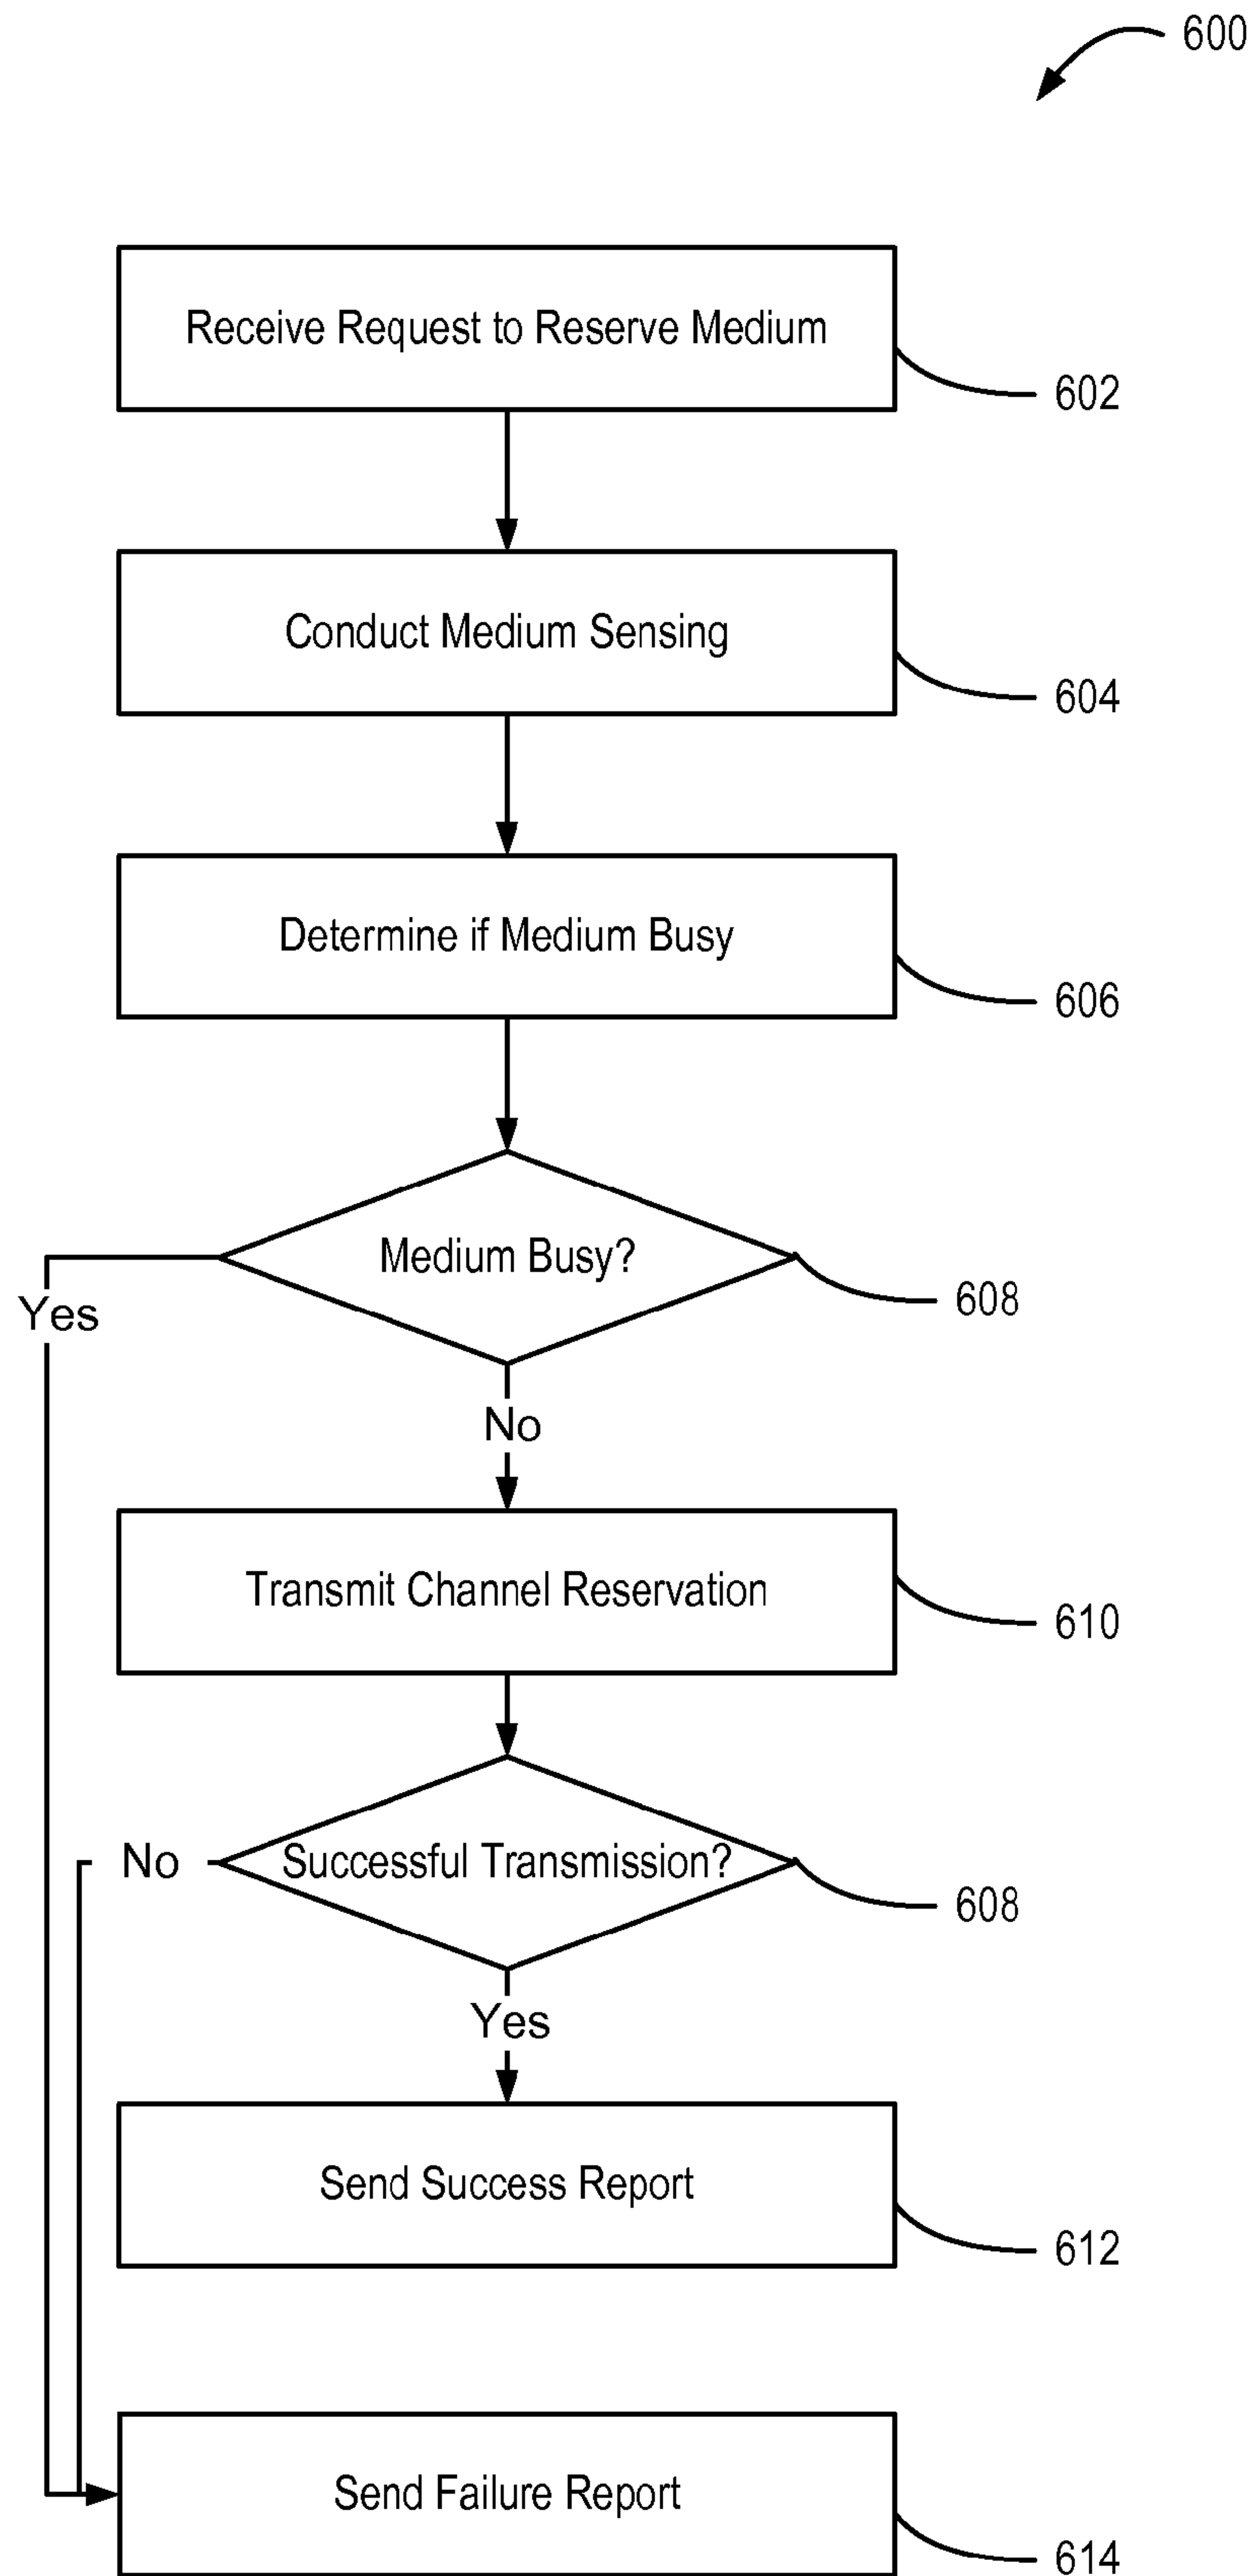 600
Receive Request to Reserve Medium
602
Conduct Medium Sensing
604
Determine if Medium Busy
606
Medium Busy?
608
Yes
No
Transmit Channel Reservation
610
Successful Transmission?
608
No
Yes
Send Success Report
612
Send Failure Report
614